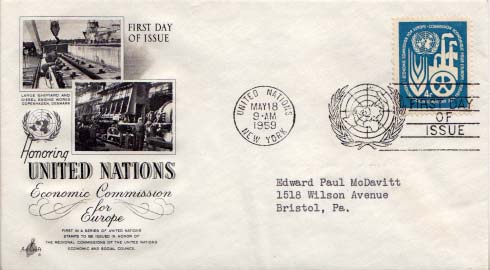 FIRST DAY
OF ISSUE
LARGE SHIPYARD AND
DIESEL ENGINE WORKS
COPENHAGEN, DENMARK
Honoring
UNITED NATIONS
Economic Commission
for
Europe
FIRST IN A SERIES OF UNITED NATIONS
STAMPS TO BE ISSUED IN HONOR OF
THE REGIONAL COMMISSIONS OF THE UNITED NATIONS
ECONOMIC AND SOCIAL COUNCIL
UNITED NATIONS
MAY 18
9-AM
1959
NEW YORK
4c
FIRST DAY
OF
ISSUE
Edward Paul McDavitt
1518 Wilson Avenue
Bristol, Pa.